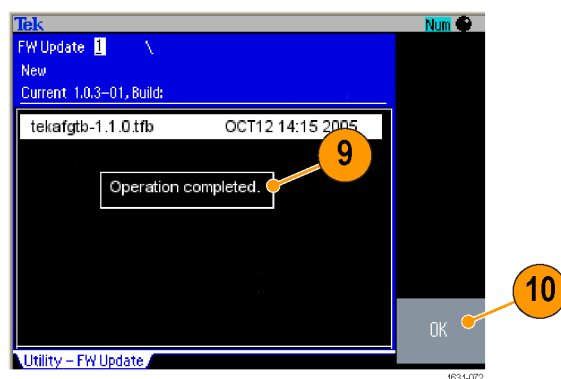 Tek
Num
FW Update 1 \
New
Current 1.0.3-01, Build:
tekafgtb-1.1.0.tfb OCT12 14:15 2005
9
Operation completed.
10
OK
Utility - FW Update
1631-072